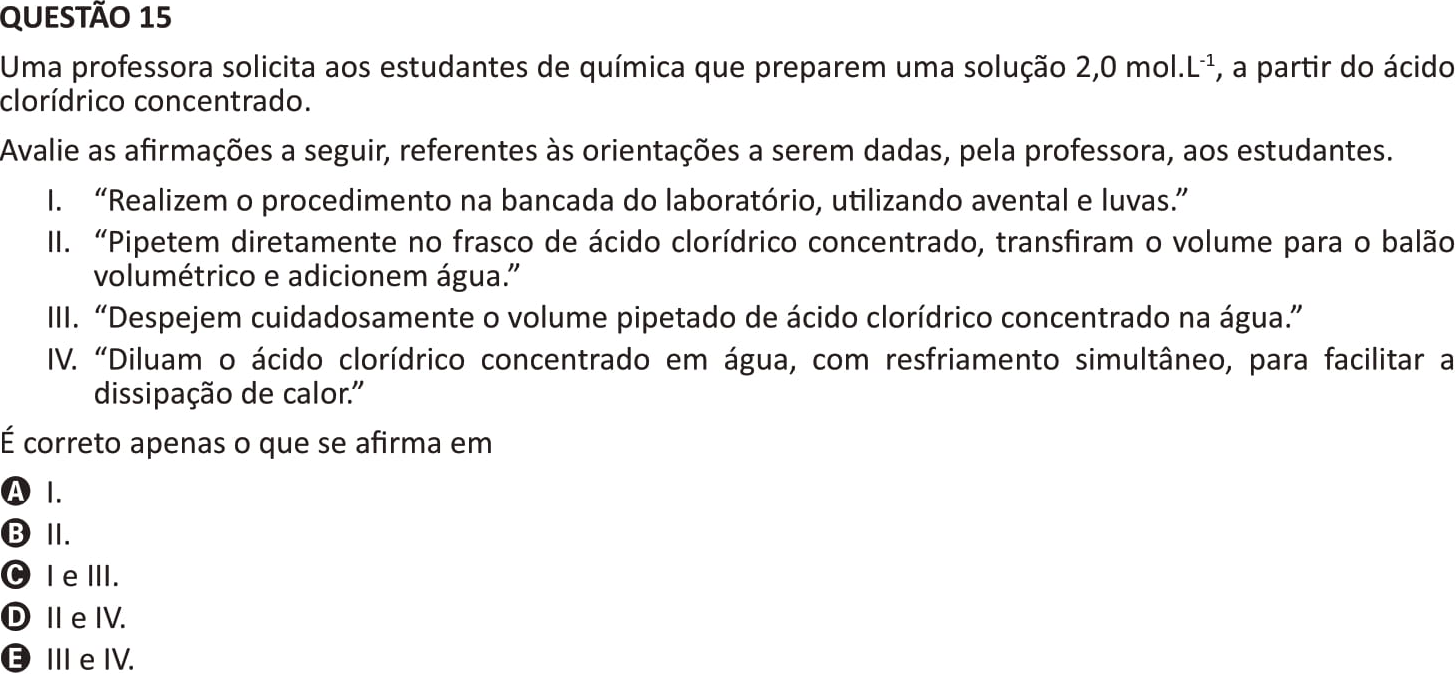 QUESTÃO 15
Uma professora solicita aos estudantes de química que preparem uma solução 2,0 mol.L⁻¹, a partir do ácido
clorídrico concentrado.
Avalie as afirmações a seguir, referentes às orientações a serem dadas, pela professora, aos estudantes.
I. “Realizem o procedimento na bancada do laboratório, utilizando avental e luvas.”
II. “Pipetem diretamente no frasco de ácido clorídrico concentrado, transfiram o volume para o balão
volumétrico e adicionem água.”
III. “Despejem cuidadosamente o volume pipetado de ácido clorídrico concentrado na água.”
IV. “Diluam o ácido clorídrico concentrado em água, com resfriamento simultâneo, para facilitar a
dissipação de calor.”
É correto apenas o que se afirma em
A I.
B II.
C I e III.
D II e IV.
E III e IV.